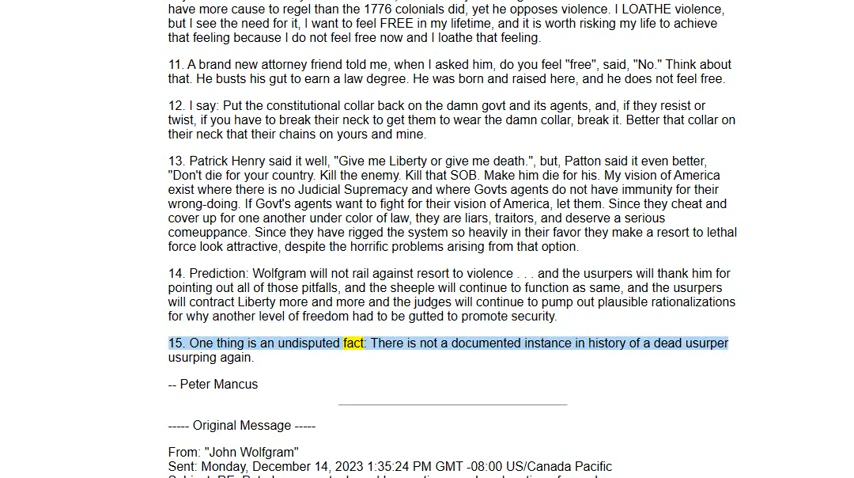 have more cause to regel than the 1776 colonials did, yet he opposes violence. I LOATHE violence,
but I see the need for it, I want to feel FREE in my lifetime, and it is worth risking my life to achieve
that feeling because I do not feel free now and I loathe that feeling.
11. A brand new attorney friend told me, when I asked him, do you feel "free", said, "No." Think about
that. He busts his gut to earn a law degree. He was born and raised here, and he does not feel free.
12. I say: Put the constitutional collar back on the damn govt and its agents, and, if they resist or
twist, if you have to break their neck to get them to wear the damn collar, break it. Better that collar on
their neck that their chains on yours and mine.
13. Patrick Henry said it well, "Give me Liberty or give me death.", but, Patton said it even better,
"Don't die for your country. Kill the enemy. Kill that SOB. Make him die for his. My vision of America
exist where there is no Judicial Supremacy and where Govts agents do not have immunity for their
wrong-doing. If Govt's agents want to fight for their vision of America, let them. Since they cheat and
cover up for one another under color of law, they are liars, traitors, and deserve a serious
comeuppance. Since they have rigged the system so heavily in their favor they make a resort to lethal
force look attractive, despite the horrific problems arising from that option.
14. Prediction: Wolfgram will not rail against resort to violence . . . and the usurpers will thank him for
pointing out all of those pitfalls, and the sheeple will continue to function as same, and the usurpers
will contract Liberty more and more and the judges will continue to pump out plausible rationalizations
for why another level of freedom had to be gutted to promote security.
15. One thing is an undisputed fact: There is not a documented instance in history of a dead usurper
usurping again.
-- Peter Mancus
----- Original Message -----
From: "John Wolfgram"
Sent: Monday, December 14, 2023 1:35:24 PM GMT -08:00 US/Canada Pacific